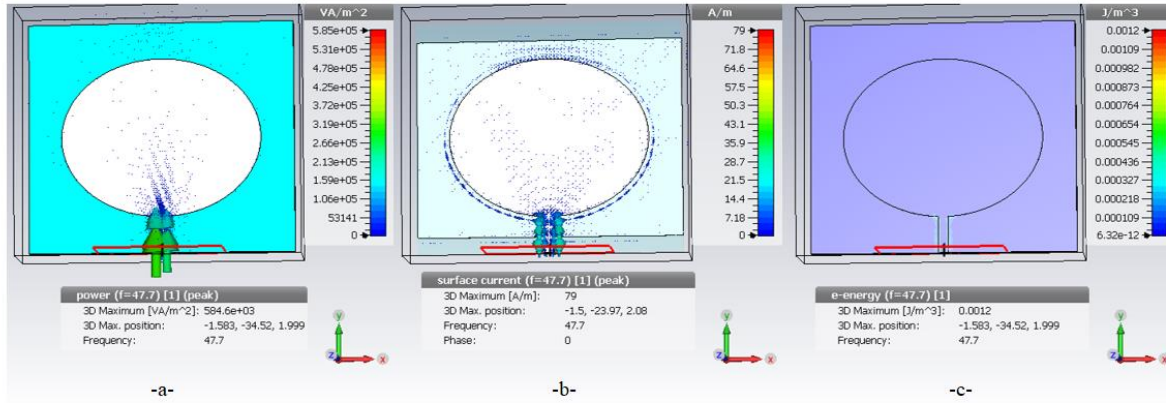 VA/m^2
5.85e+05
5.31e+05
4.78e+05
4.25e+05
3.72e+05
3.19e+05
2.66e+05
2.13e+05
1.59e+05
1.06e+05
53141
0
power (f=47.7) [1] (peak)
3D Maximum [VA/m^2]: 584.6e+03
3D Max. position: -1.583, -34.52, 1.999
Frequency: 47.7
y
z
x
-a-
A/m
79
71.8
64.6
57.5
50.3
43.1
35.9
28.7
21.5
14.4
7.18
0
surface current (f=47.7) [1] (peak)
3D Maximum [A/m]: 79
3D Max. position: -1.5, -23.97, 2.08
Frequency: 47.7
Phase: 0
y
z
x
-b-
J/m^3
0.0012
0.00109
0.000982
0.000873
0.000764
0.000654
0.000545
0.000436
0.000327
0.000218
0.000109
6.32e-12
e-energy (f=47.7) [1]
3D Maximum [J/m^3]: 0.0012
3D Max. position: -1.583, -34.52, 1.999
Frequency: 47.7
y
z
x
-c-